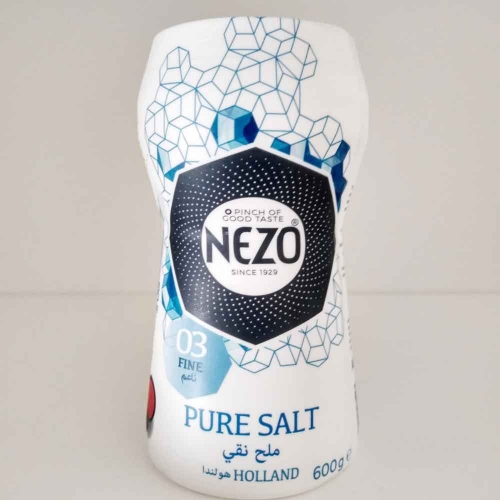 PINCH OF
GOOD TASTE
NEZO®
SINCE 1929
03
FINE
ناعم
PURE SALT
ملح نقي
هولندا HOLLAND
600g e